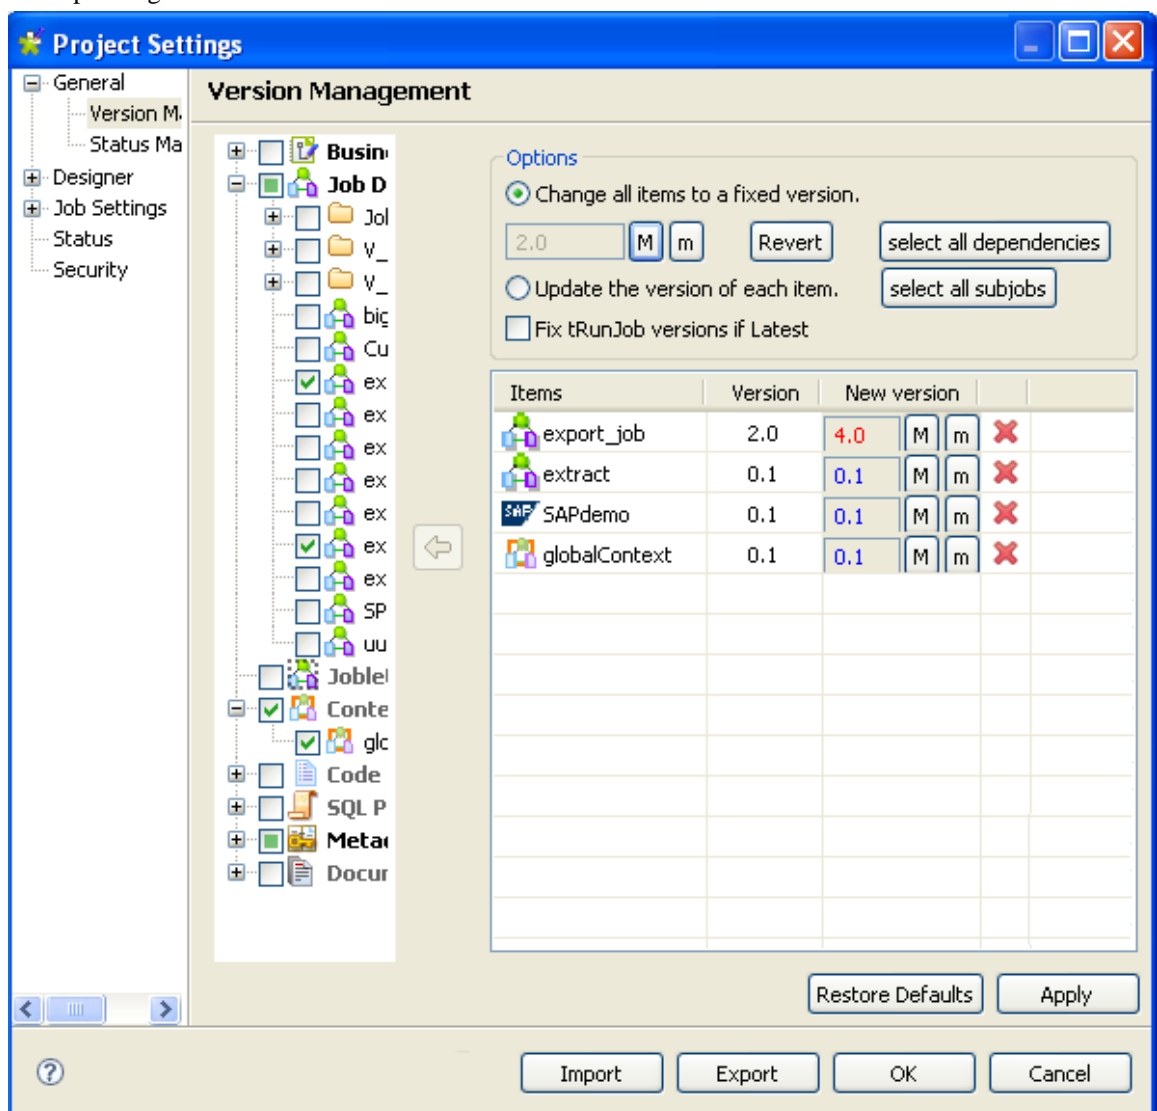 Project Settings
General
Version M
Status Ma
Designer
Job Settings
Status
Security
Version Management
Busin
Job D
Jol
V_
V_
big
Cu
ex
ex
ex
ex
ex
ex
ex
SP
uu
Joble
Conte
glo
Code
SQL P
Meta
Docur
Options
Change all items to a fixed version.
2.0 M m Revert select all dependencies
Update the version of each item. select all subjobs
Fix tRunJob versions if Latest
Items Version New version
export_job 2.0 4.0 M m
extract 0.1 0.1 M m
SAP SAPdemo 0.1 0.1 M m
globalContext 0.1 0.1 M m
Restore Defaults Apply
? Import Export OK Cancel